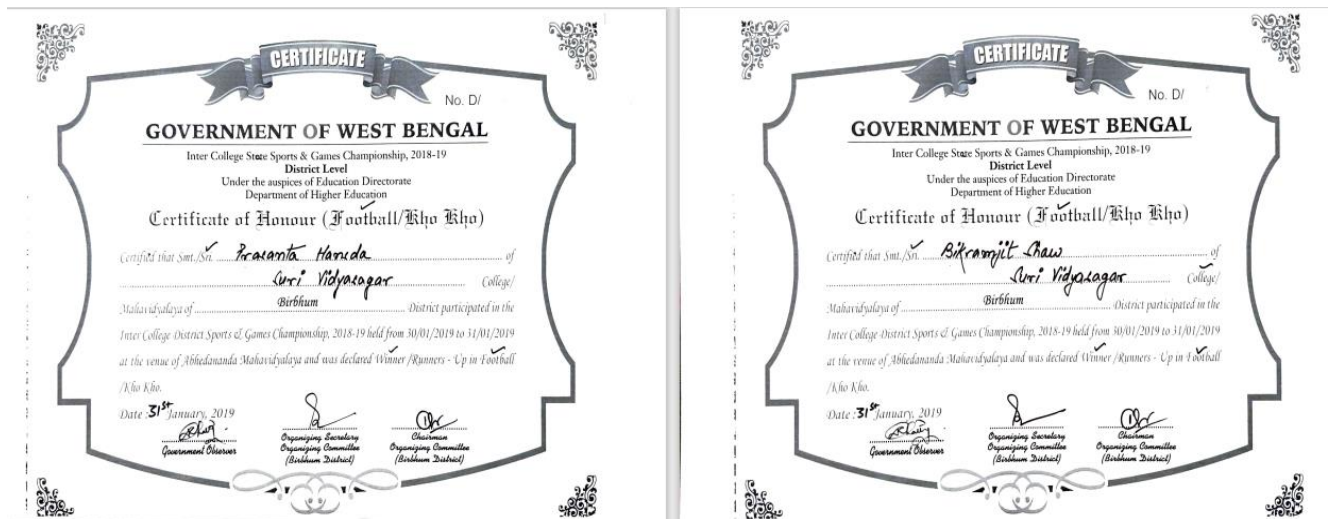 CERTIFICATE
No. D/
GOVERNMENT OF WEST BENGAL
Inter College State Sports & Games Championship, 2018-19
District Level
Under the auspices of Education Directorate
Department of Higher Education
Certificate of Honour (Football/Kho Kho)
Certified that Smt./Sri. Prasanta Hansda of
Suri Vidyasagar College/
Mahavidyalaya of Birbhum District participated in the
Inter College District Sports & Games Championship, 2018-19 held from 30/01/2019 to 31/01/2019
at the venue of Abhedananda Mahavidyalaya and was declared Winner /Runners - Up in Football
/Kho Kho.
Date : 31st January, 2019
Government Observer
Organizing Secretary
Organizing Committee
(Birbhum District)
Chairman
Organizing Committee
(Birbhum District)
CERTIFICATE
No. D/
GOVERNMENT OF WEST BENGAL
Inter College State Sports & Games Championship, 2018-19
District Level
Under the auspices of Education Directorate
Department of Higher Education
Certificate of Honour (Football/Kho Kho)
Certified that Smt./Sri. Bikramjit Shaw of
Suri Vidyasagar College/
Mahavidyalaya of Birbhum District participated in the
Inter College District Sports & Games Championship, 2018-19 held from 30/01/2019 to 31/01/2019
at the venue of Abhedananda Mahavidyalaya and was declared Winner /Runners - Up in Football
/Kho Kho.
Date : 31st January, 2019
Government Observer
Organizing Secretary
Organizing Committee
(Birbhum District)
Chairman
Organizing Committee
(Birbhum District)